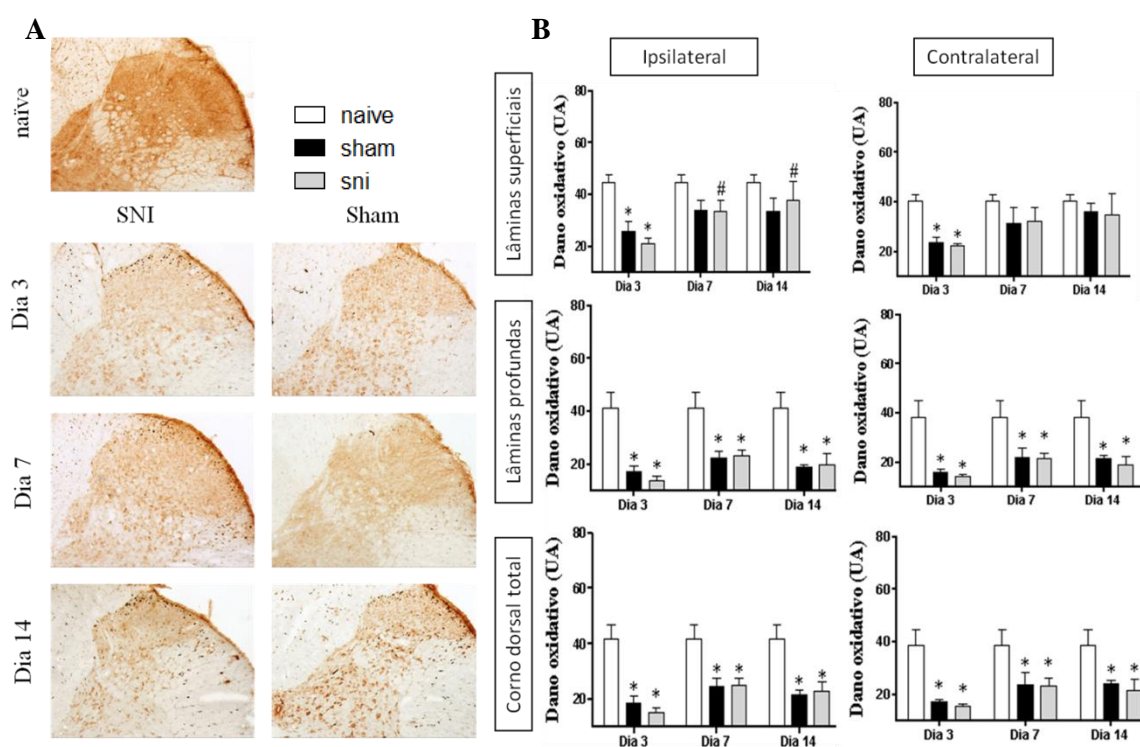 A
naïve
naive
sham
sni
SNI
Sham
Dia 3
Dia 7
Dia 14
B
Ipsilateral
Contralateral
Lâminas superficiais
Dano oxidativo (UA)
80
60
40
20
* * # #
Dia 3 Dia 7 Dia 14
Dano oxidativo (UA)
80
60
40
20
* *
Dia 3 Dia 7 Dia 14
Lâminas profundas
Dano oxidativo (UA)
80
60
40
20
* * * * * *
Dia 3 Dia 7 Dia 14
Dano oxidativo (UA)
80
60
40
20
* * * * * *
Dia 3 Dia 7 Dia 14
Corno dorsal total
Dano oxidativo (UA)
80
60
40
20
* * * * * *
Dia 3 Dia 7 Dia 14
Dano oxidativo (UA)
80
60
40
20
* * * * * *
Dia 3 Dia 7 Dia 14